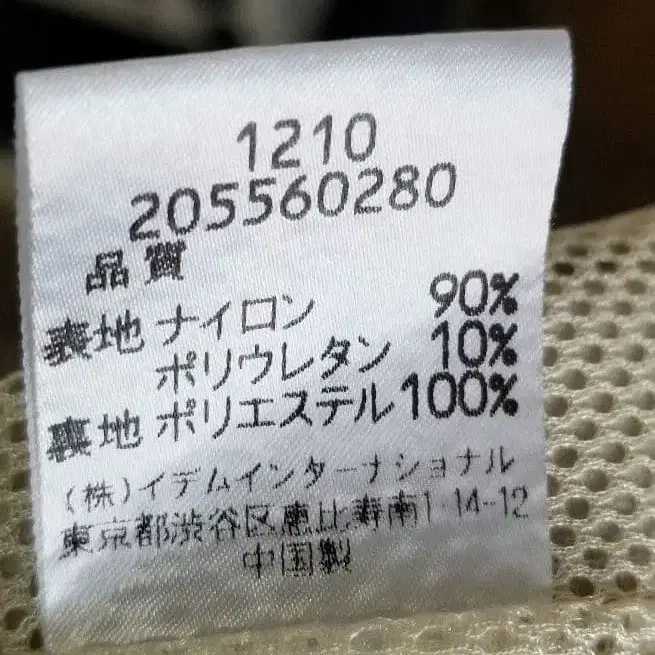 1210
205560280
品質
表地 ナイロン 90%
ポリウレタン 10%
裏地 ポリエステル 100%
(株)イデムインターナショナル
東京都渋谷区恵比寿南1-14-12
中国製